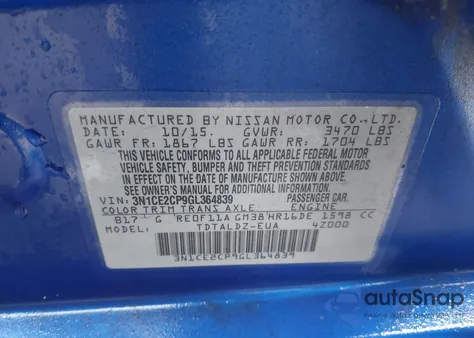 MANUFACTURED BY NISSAN MOTOR CO.,LTD.
DATE: 10/15. GVWR: 3470 LBS
GAWR FR: 1867 LBS GAWR RR: 1704 LBS
THIS VEHICLE CONFORMS TO ALL APPLICABLE FEDERAL MOTOR
VEHICLE SAFETY, BUMPER, AND THEFT PREVENTION STANDARDS
IN EFFECT ON THE DATE OF MANUFACTURE SHOWN ABOVE.
SEE OWNER'S MANUAL FOR ADDITIONAL INFORMATION.
VIN: 3N1CE2CP9GL364839 PASSENGER CAR.
COLOR TRIM TRANS AXLE ENGINE
B17 G RE0F11A GM38 HR16DE 1598 CC
TDTALDZ-EUA 4Z000
3N1CE2CP9GL364839
autoSnap
POWERED BY ClearVIN